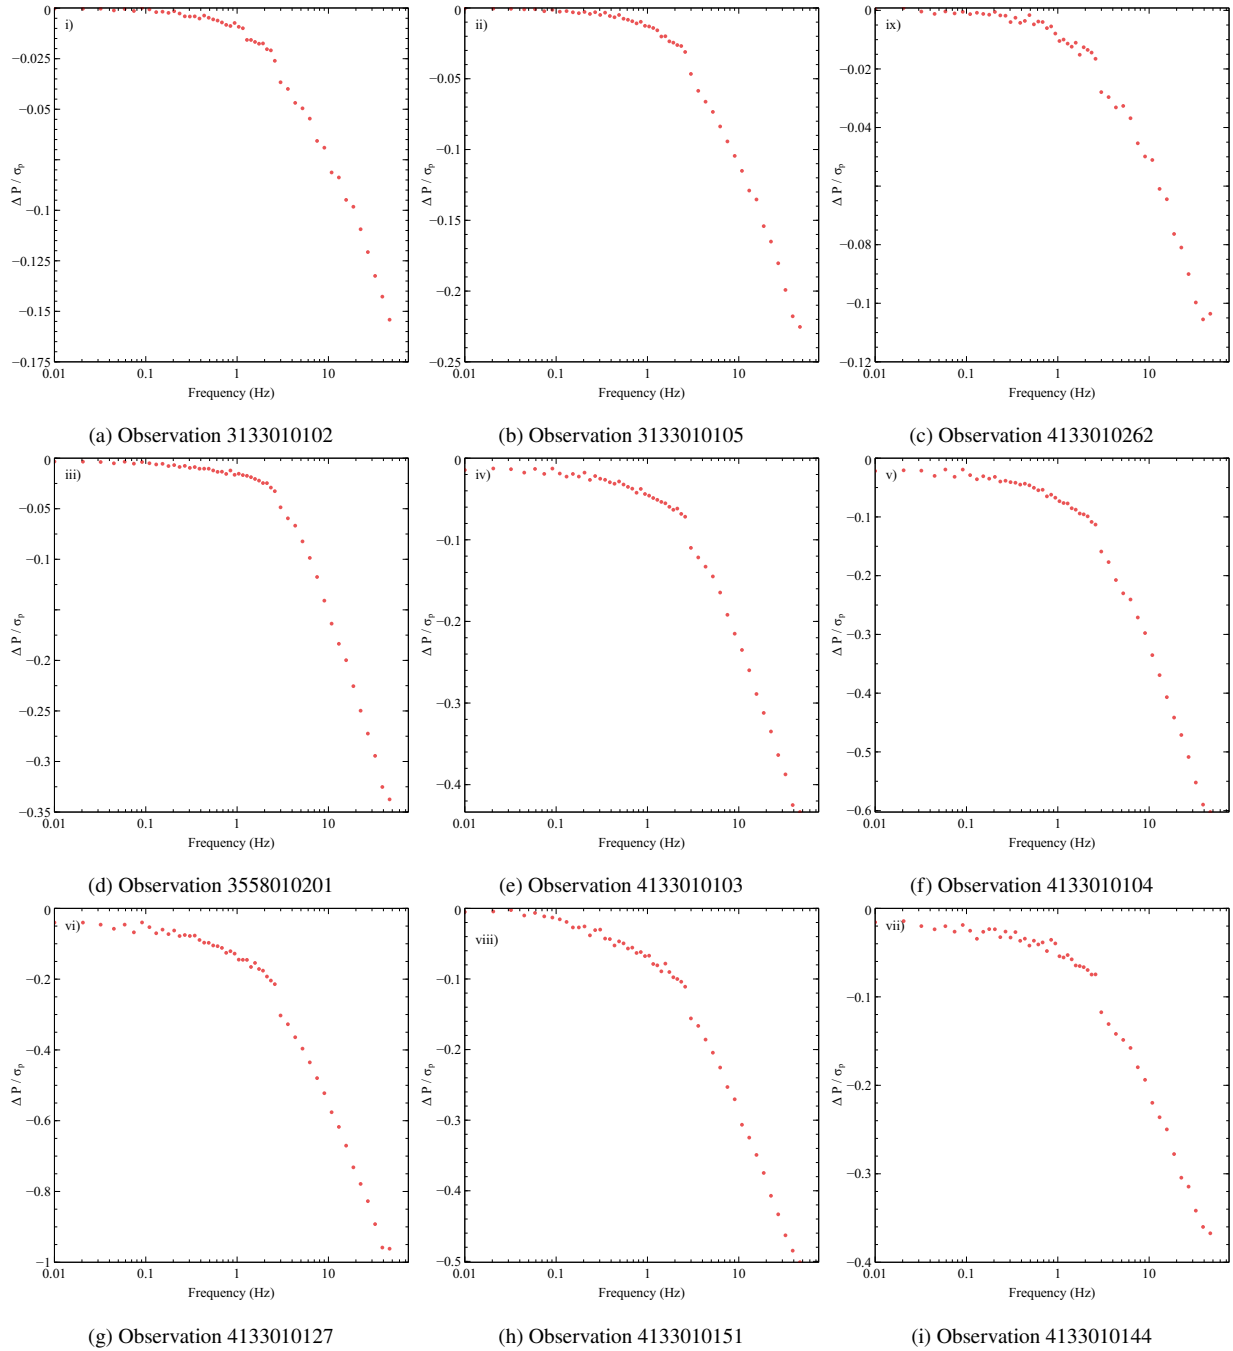 i)
0
−0.025
−0.05
−0.1
−0.125
−0.15
−0.175
Δ P / σp
0.01 0.1 1 10
Frequency (Hz)
(a) Observation 3133010102
ii)
0
−0.05
−0.1
−0.15
−0.2
−0.25
Δ P / σp
0.01 0.1 1 10
Frequency (Hz)
(b) Observation 3133010105
ix)
0
−0.02
−0.04
−0.06
−0.08
−0.1
−0.12
Δ P / σp
0.01 0.1 1 10
Frequency (Hz)
(c) Observation 4133010262
iii)
0
−0.05
−0.1
−0.2
−0.25
−0.3
−0.35
Δ P / σp
0.01 0.1 1 10
Frequency (Hz)
(d) Observation 3558010201
iv)
0
−0.1
−0.2
−0.3
−0.4
Δ P / σp
0.01 0.1 1 10
Frequency (Hz)
(e) Observation 4133010103
v)
0
−0.1
−0.2
−0.3
−0.4
−0.5
−0.6
Δ P / σp
0.01 0.1 1 10
Frequency (Hz)
(f) Observation 4133010104
vi)
0
−0.2
−0.4
−0.6
−0.8
−1
Δ P / σp
0.01 0.1 1 10
Frequency (Hz)
(g) Observation 4133010127
viii)
0
−0.1
−0.2
−0.3
−0.4
−0.5
Δ P / σp
0.01 0.1 1 10
Frequency (Hz)
(h) Observation 4133010151
vii)
0
−0.1
−0.2
−0.3
−0.4
Δ P / σp
0.01 0.1 1 10
Frequency (Hz)
(i) Observation 4133010144